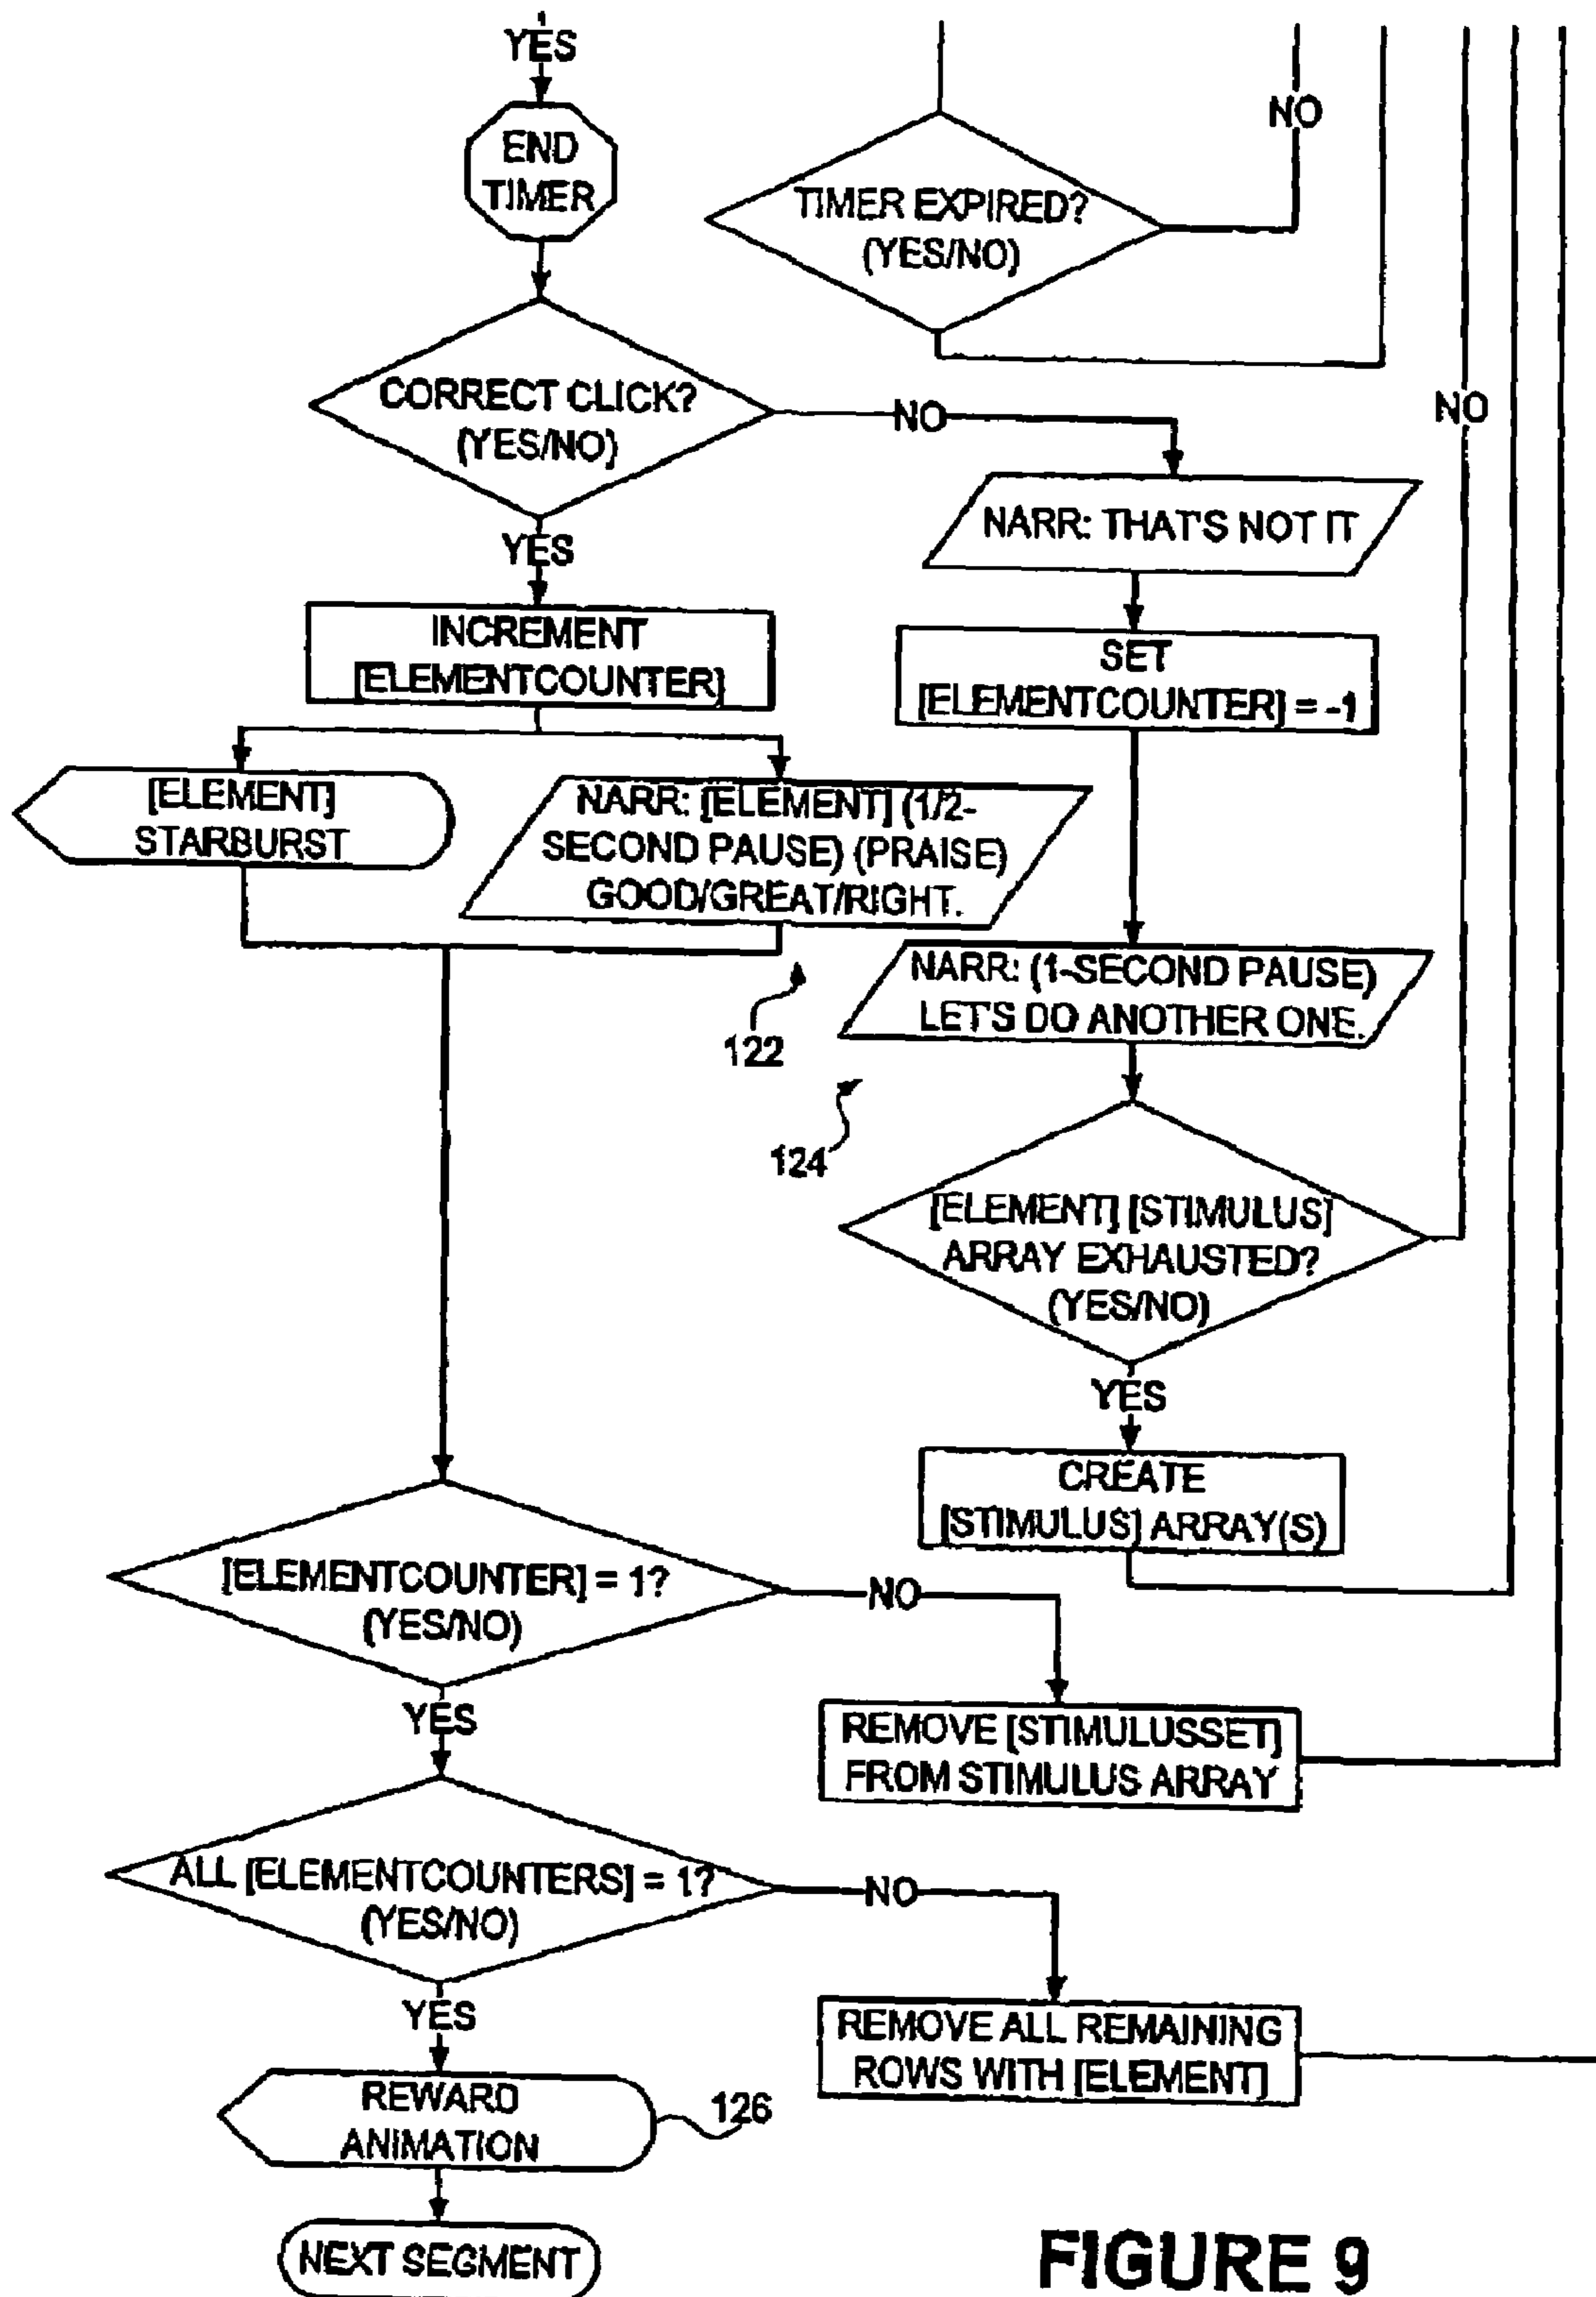 YES
END
TIMER
NO
TIMER EXPIRED?
(YES/NO)
CORRECT CLICK?
(YES/NO)
NO
NO
YES
NARR: THAT'S NOT IT
INCREMENT
[ELEMENTCOUNTER]
SET
[ELEMENTCOUNTER] = -1
[ELEMENT]
STARBURST
NARR: [ELEMENT] (1/2-
SECOND PAUSE) (PRAISE)
GOOD/GREAT/RIGHT.
122
NARR: (1-SECOND PAUSE)
LET'S DO ANOTHER ONE.
124
[ELEMENT] [STIMULUS]
ARRAY EXHAUSTED?
(YES/NO)
YES
CREATE
[STIMULUS] ARRAY(S)
[ELEMENTCOUNTER] = 1?
(YES/NO)
NO
YES
REMOVE [STIMULUSSET]
FROM STIMULUS ARRAY
ALL [ELEMENTCOUNTERS] = 1?
(YES/NO)
NO
YES
REMOVE ALL REMAINING
ROWS WITH [ELEMENT]
REWARD
ANIMATION
126
NEXT SEGMENT
FIGURE 9